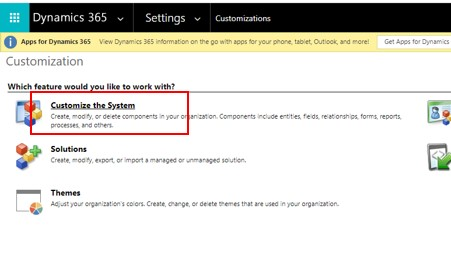 Dynamics 365 Settings Customizations
Apps for Dynamics 365 View Dynamics 365 information on the go with apps for your phone, tablet, Outlook, and more! Get Apps for Dynamics
Customization
Which feature would you like to work with?
Customize the System
Create, modify, or delete components in your organization. Components include entities, fields, relationships, forms, reports,
processes, and others.
Solutions
Create, modify, export, or import a managed or unmanaged solution.
Themes
Adjust your organization's colors. Create, change, or delete themes that are used in your organization.